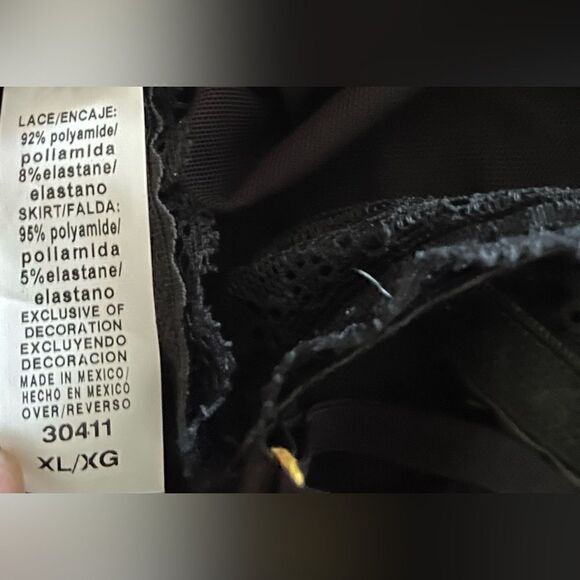 LACE/ENCAJE:
92% polyamide/
poliamida
8%elastane/
elastano
SKIRT/FALDA:
95% polyamide/
poliamida
5%elastane/
elastano
EXCLUSIVE OF
DECORATION
EXCLUYENDO
DECORACION
MADE IN MEXICO/
HECHO EN MEXICO
OVER/REVERSO
30411
XL/XG